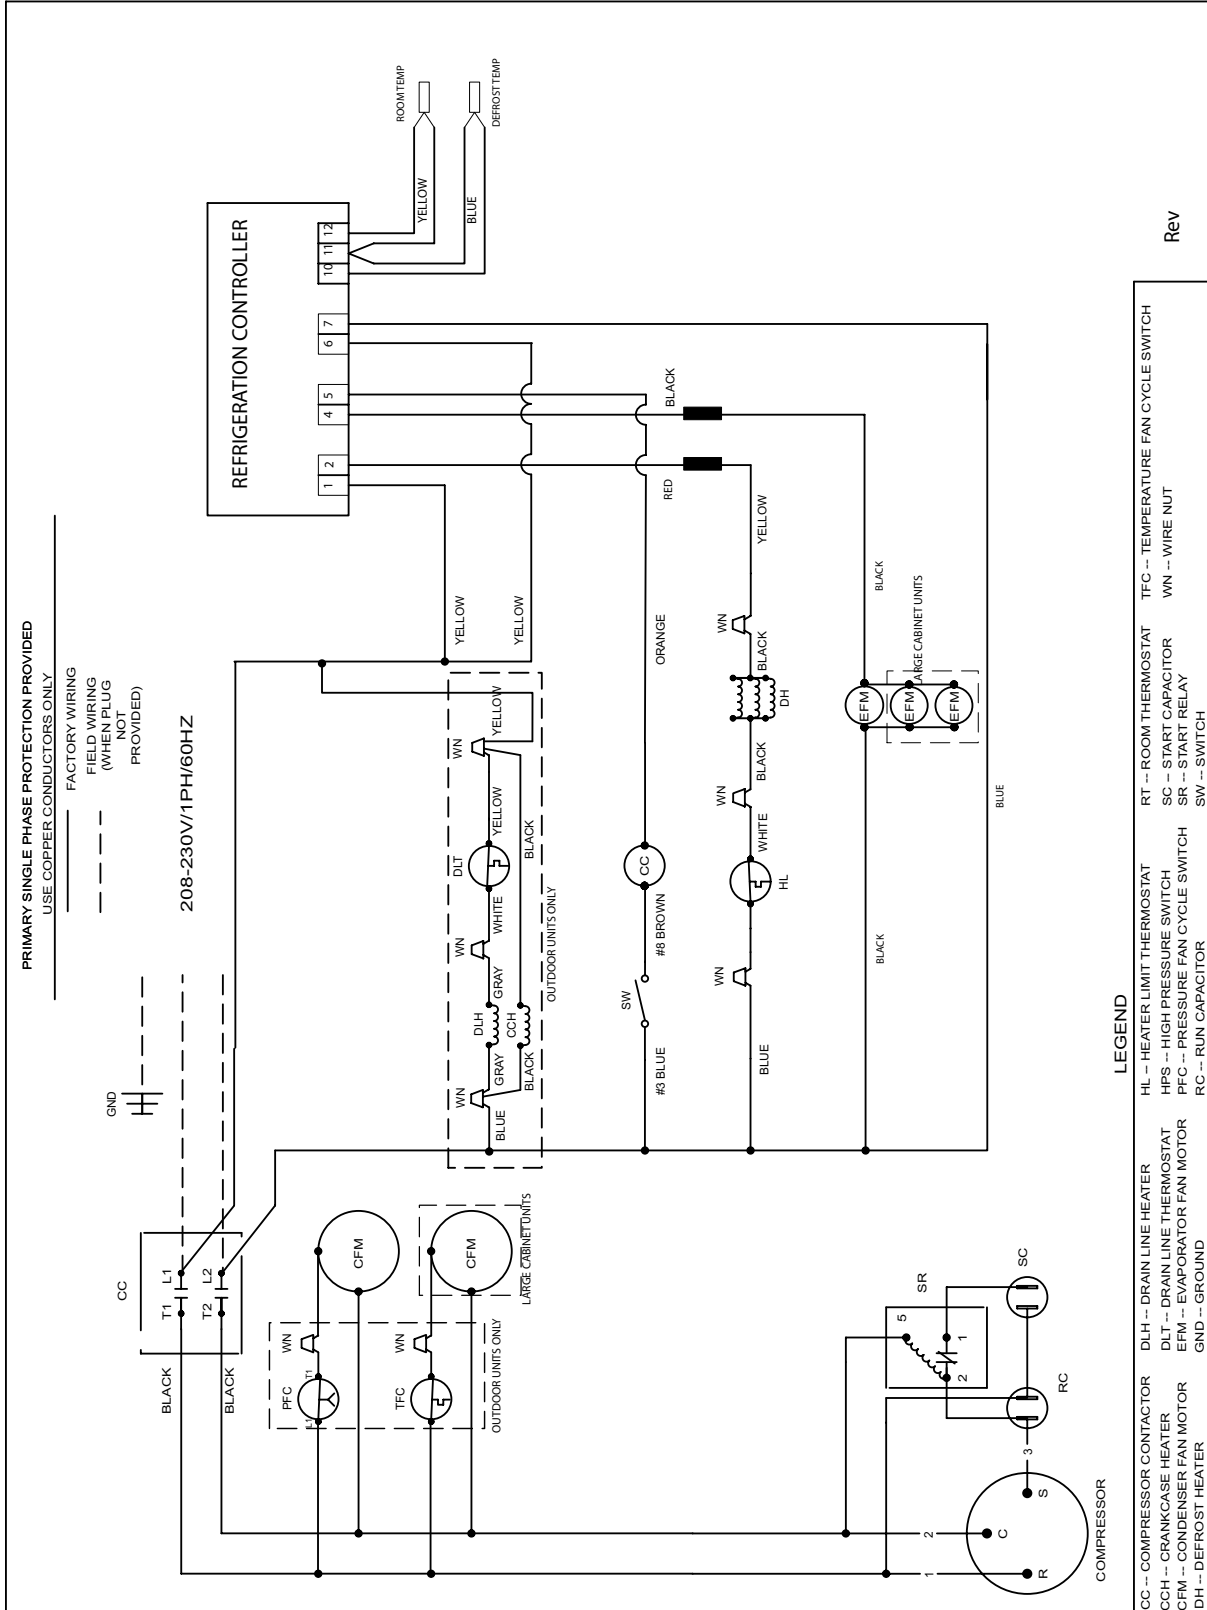 PRIMARY SINGLE PHASE PROTECTION PROVIDED
USE COPPER CONDUCTORS ONLY
FACTORY WIRING
FIELD WIRING
(WHEN PLUG
NOT
PROVIDED)
208-230V/1PH/60HZ
GND
CC
T1
L1
T2
L2
BLACK
BLACK
REFRIGERATION CONTROLLER
1
2
4
5
6
7
10
11
12
YELLOW
ROOM TEMP
BLUE
DEFROST TEMP
YELLOW
YELLOW
PFC
L1
T1
WN
CFM
TFC
WN
CFM
OUTDOOR UNITS ONLY
LARGE CABINET UNITS
BLUE
WN
GRAY
DLH
GRAY
WN
WHITE
DLT
YELLOW
WN
YELLOW
BLACK
CCH
BLACK
OUTDOOR UNITS ONLY
#3 BLUE
SW
#8 BROWN
CC
ORANGE
RED
BLACK
BLUE
WN
HL
WHITE
WN
BLACK
DH
BLACK
WN
YELLOW
BLACK
EFM
EFM
EFM
BLACK
LARGE CABINET UNITS
BLUE
SR
5
2
1
SC
RC
1
2
3
R
C
S
COMPRESSOR
LEGEND
CC -- COMPRESSOR CONTACTOR
CCH -- CRANKCASE HEATER
CFM -- CONDENSER FAN MOTOR
DH -- DEFROST HEATER
DLH -- DRAIN LINE HEATER
DLT -- DRAIN LINE THERMOSTAT
EFM -- EVAPORATOR FAN MOTOR
GND -- GROUND
HL -- HEATER LIMIT THERMOSTAT
HPS -- HIGH PRESSURE SWITCH
PFC -- PRESSURE FAN CYCLE SWITCH
RC -- RUN CAPACITOR
RT -- ROOM THERMOSTAT
SC -- START CAPACITOR
SR -- START RELAY
SW -- SWITCH
TFC -- TEMPERATURE FAN CYCLE SWITCH
WN -- WIRE NUT
Rev